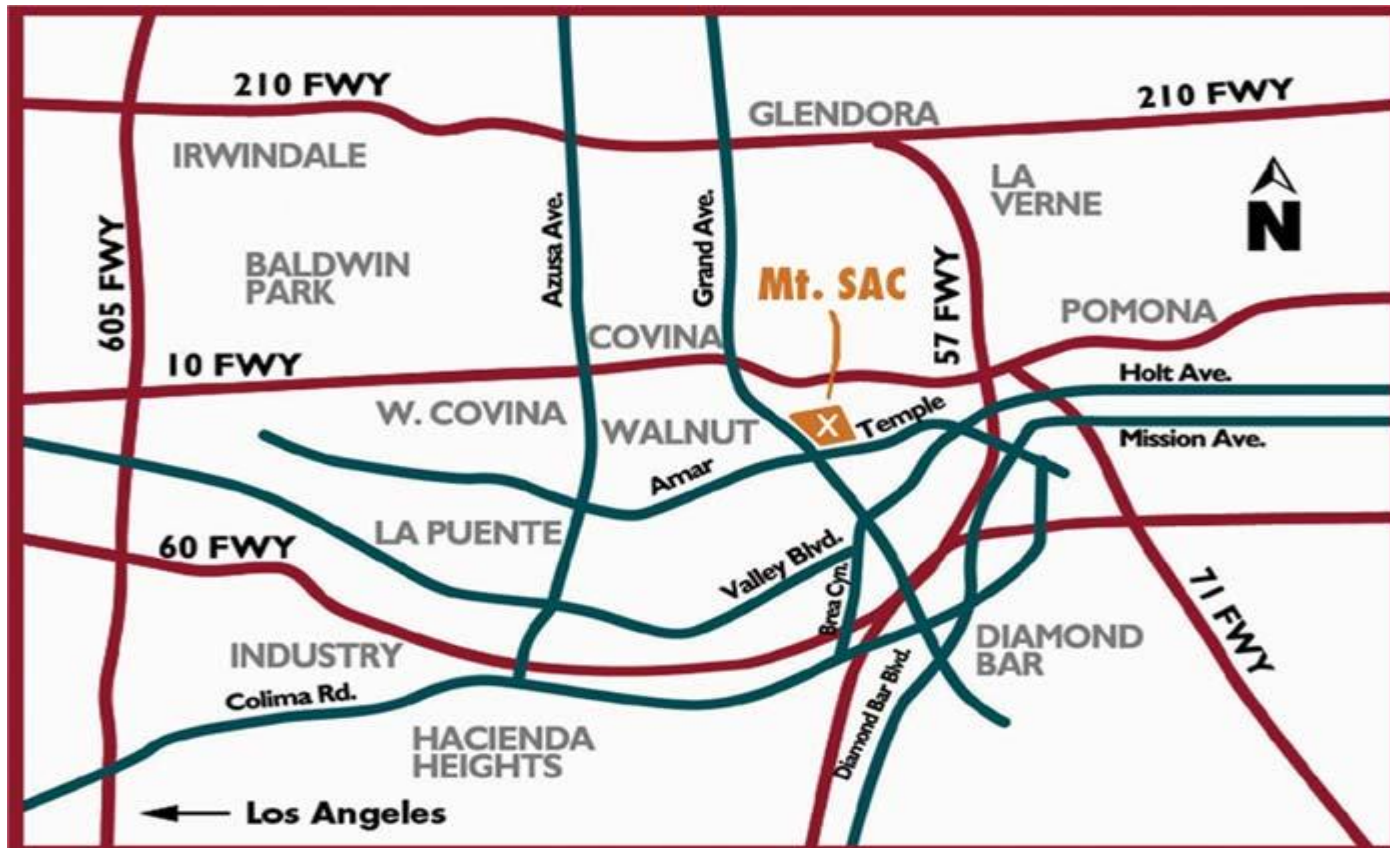 210 FWY
GLENDORA
210 FWY
IRWINDALE
LA
VERNE
N
605 FWY
BALDWIN
PARK
Azusa Ave.
Grand Ave.
Mt. SAC
57 FWY
POMONA
COVINA
10 FWY
Holt Ave.
W. COVINA
WALNUT
X
Temple
Mission Ave.
Amar
LA PUENTE
60 FWY
Valley Blvd.
Brea Cyn.
71 FWY
INDUSTRY
DIAMOND
BAR
Colima Rd.
Diamond Bar Blvd.
HACIENDA
HEIGHTS
Los Angeles